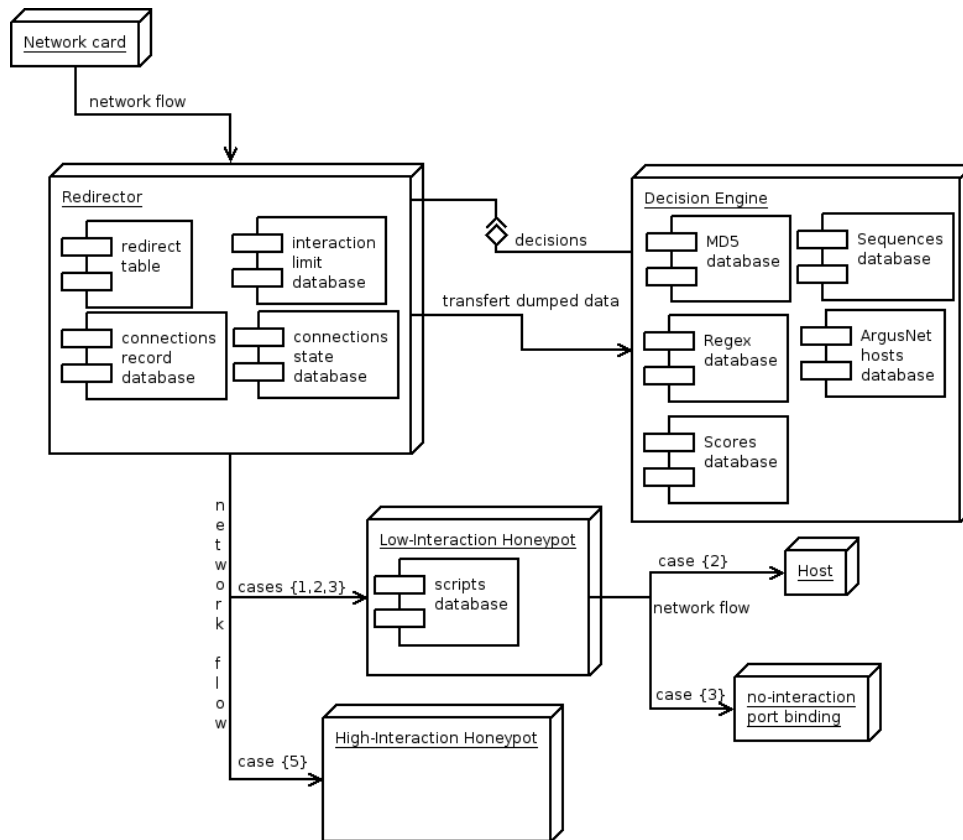 Network card
network flow
Redirector
redirect
table
interaction
limit
database
connections
record
database
connections
state
database
decisions
transfert dumped data
Decision Engine
MD5
database
Sequences
database
Regex
database
ArgusNet
hosts
database
Scores
database
network flow
cases {1,2,3}
Low-Interaction Honeypot
scripts
database
case {2}
Host
network flow
case {3}
no-interaction
port binding
case {5}
High-Interaction Honeypot